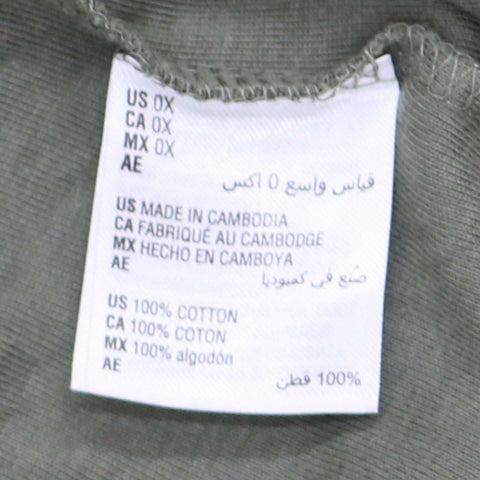 US 0X
CA 0X
MX 0X
AE
قياس واسع 0 اكس
US MADE IN CAMBODIA
CA FABRIQUÉ AU CAMBODGE
MX HECHO EN CAMBOYA
AE
صُنع في كمبوديا
US 100% COTTON
CA 100% COTON
MX 100% algodón
AE
100% قطن